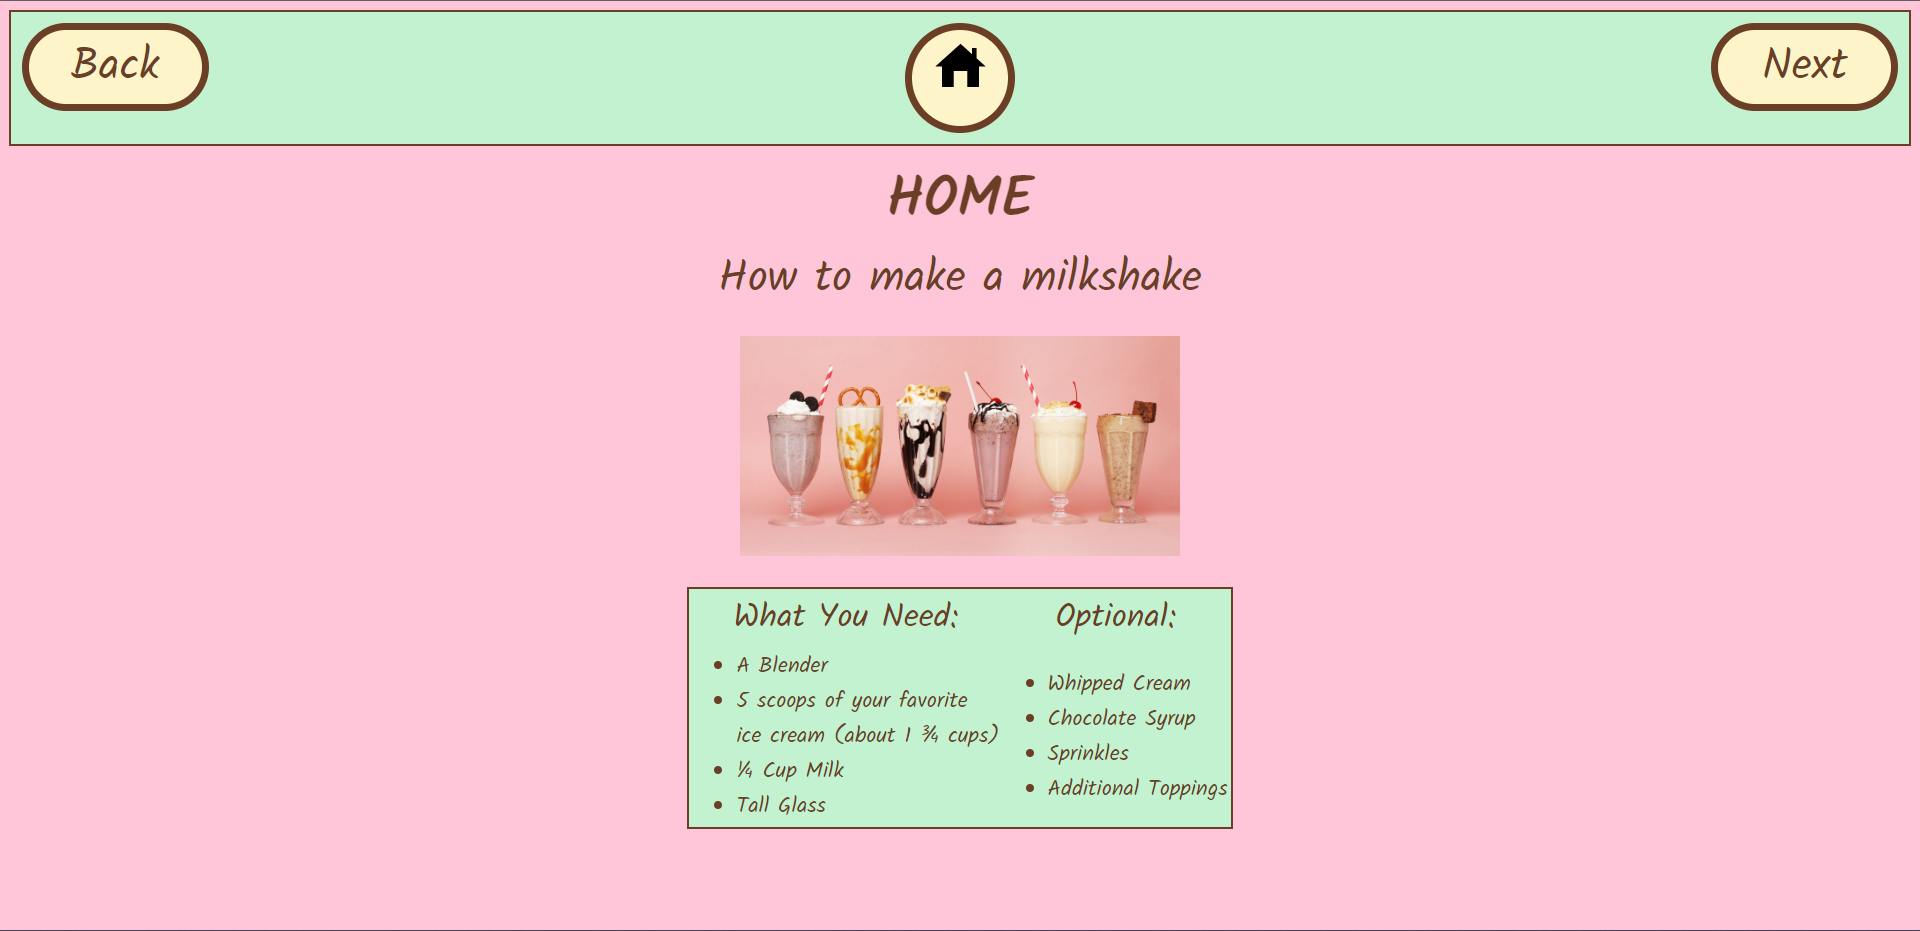 Back
Next
HOME
How to make a milkshake
What You Need:
A Blender
5 scoops of your favorite
ice cream (about 1 ¾ cups)
¼ Cup Milk
Tall Glass
Optional:
Whipped Cream
Chocolate Syrup
Sprinkles
Additional Toppings